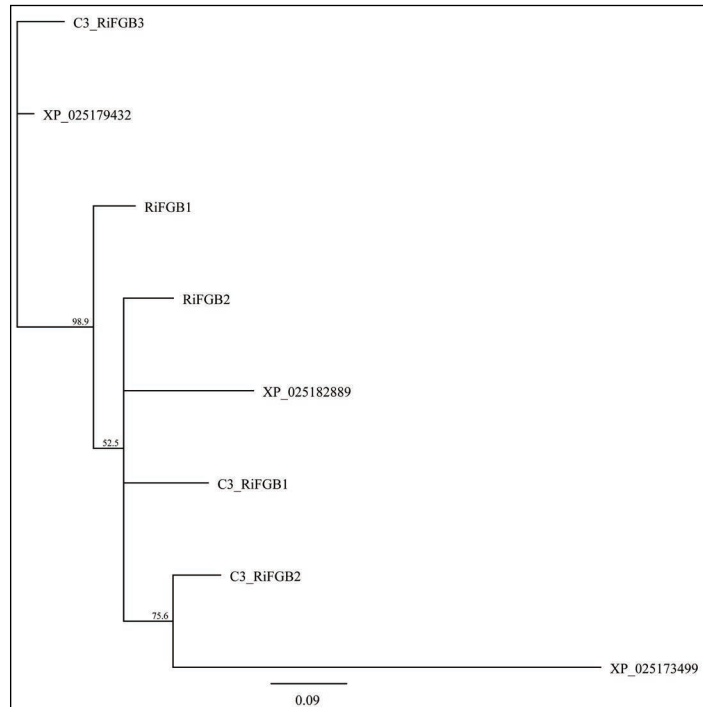 C3_RiFGB3
XP_025179432
RiFGB1
RiFGB2
98.9
XP_025182889
52.5
C3_RiFGB1
C3_RiFGB2
75.6
XP_025173499
0.09